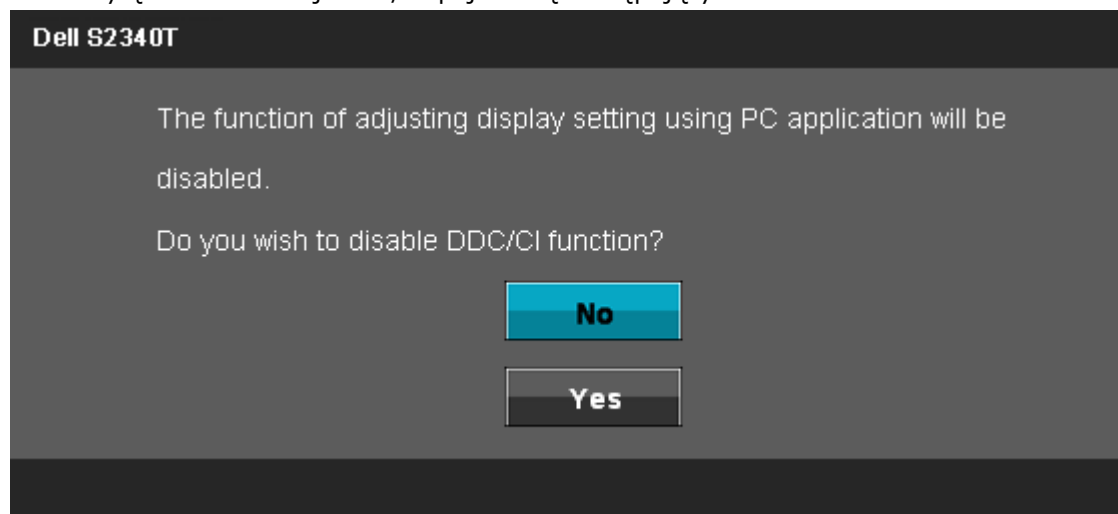 Dell S2340T
The function of adjusting display setting using PC application will be
disabled.
Do you wish to disable DDC/CI function?
No
Yes